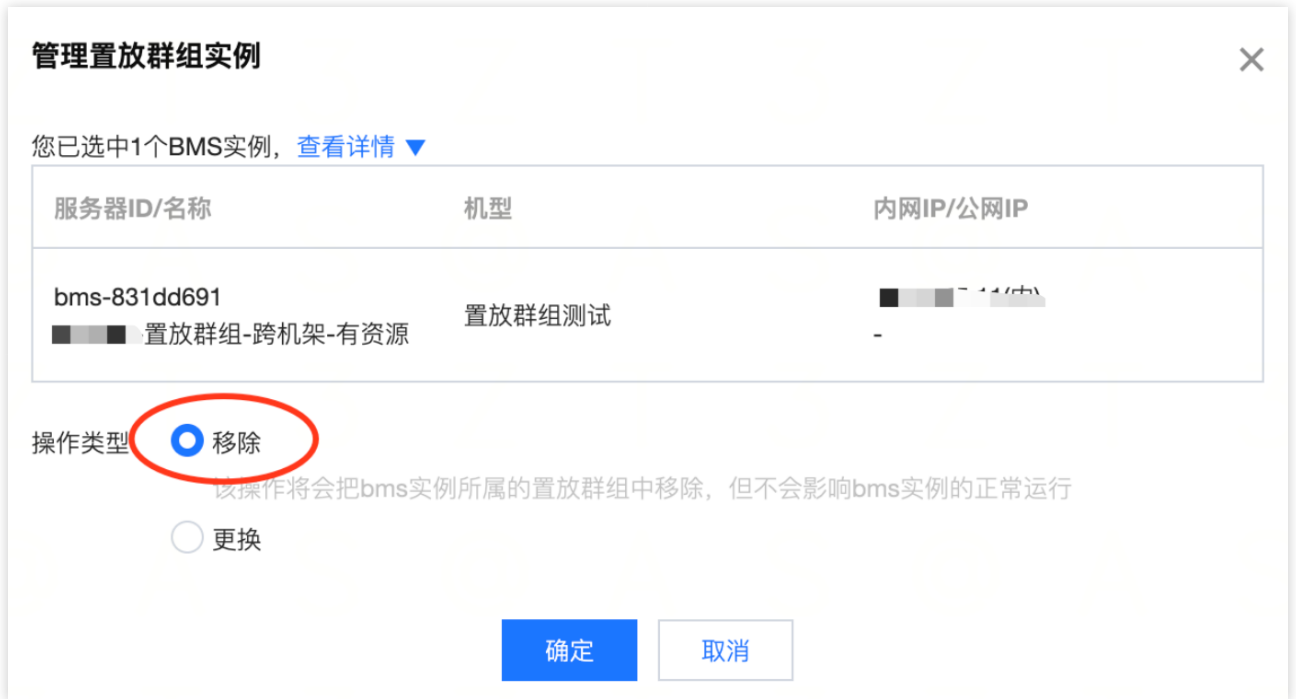 管理置放群组实例
您已选中1个BMS实例，查看详情
服务器ID/名称 机型 内网IP/公网IP
bms-831dd691
置放群组-跨机架-有资源 置放群组测试 -
操作类型 移除
该操作将会把bms实例所属的置放群组中移除，但不会影响bms实例的正常运行
更换
确定 取消